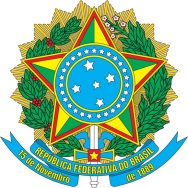 REPÚBLICA FEDERATIVA DO BRASIL
15 de Novembro
de 1889